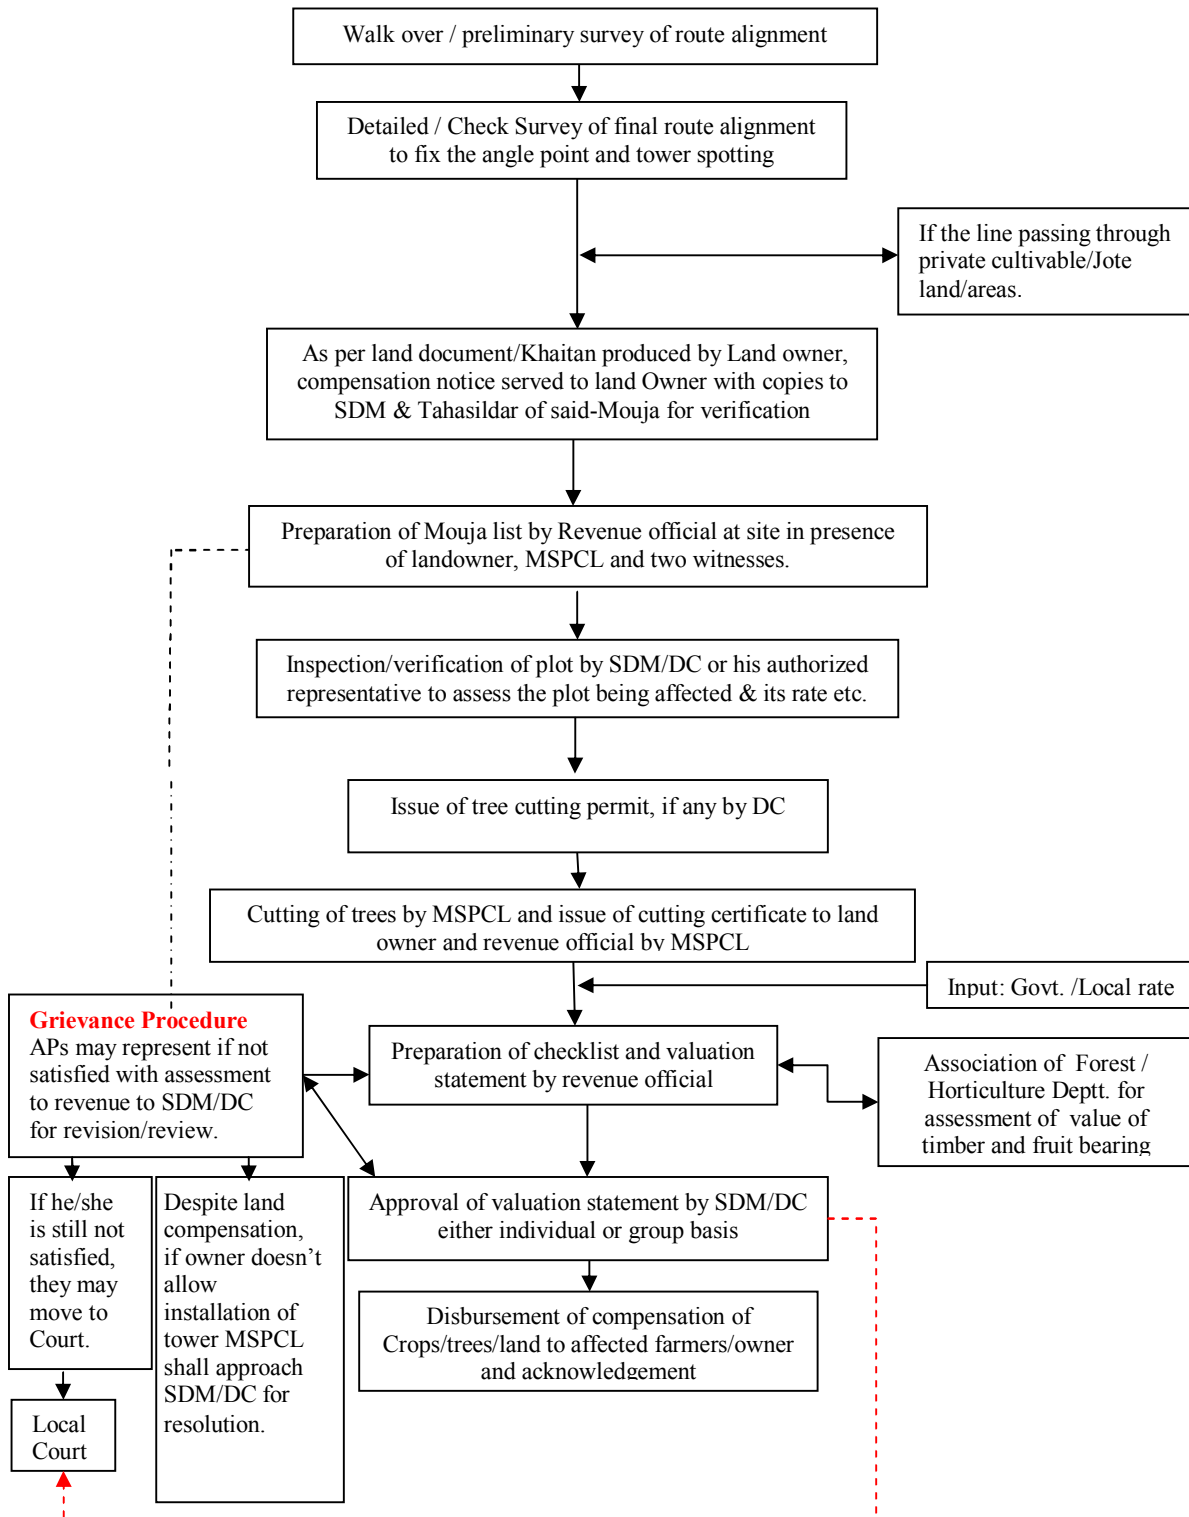 Walk over / preliminary survey of route alignment
Detailed / Check Survey of final route alignment
to fix the angle point and tower spotting
If the line passing through
private cultivable/Jote
land/areas.
As per land document/Khaitan produced by Land owner,
compensation notice served to land Owner with copies to
SDM & Tahasildar of said-Mouja for verification
Preparation of Mouja list by Revenue official at site in presence
of landowner, MSPCL and two witnesses.
Inspection/verification of plot by SDM/DC or his authorized
representative to assess the plot being affected & its rate etc.
Issue of tree cutting permit, if any by DC
Cutting of trees by MSPCL and issue of cutting certificate to land
owner and revenue official by MSPCL
Input: Govt. /Local rate
Grievance Procedure
APs may represent if not
satisfied with assessment
to revenue to SDM/DC
for revision/review.
Preparation of checklist and valuation
statement by revenue official
Association of Forest /
Horticulture Deptt. for
assessment of value of
timber and fruit bearing
If he/she
is still not
satisfied,
they may
move to
Court.
Despite land
compensation,
if owner doesn't
allow
installation of
tower MSPCL
shall approach
SDM/DC for
resolution.
Approval of valuation statement by SDM/DC
either individual or group basis
Disbursement of compensation of
Crops/trees/land to affected farmers/owner
and acknowledgement
Local
Court